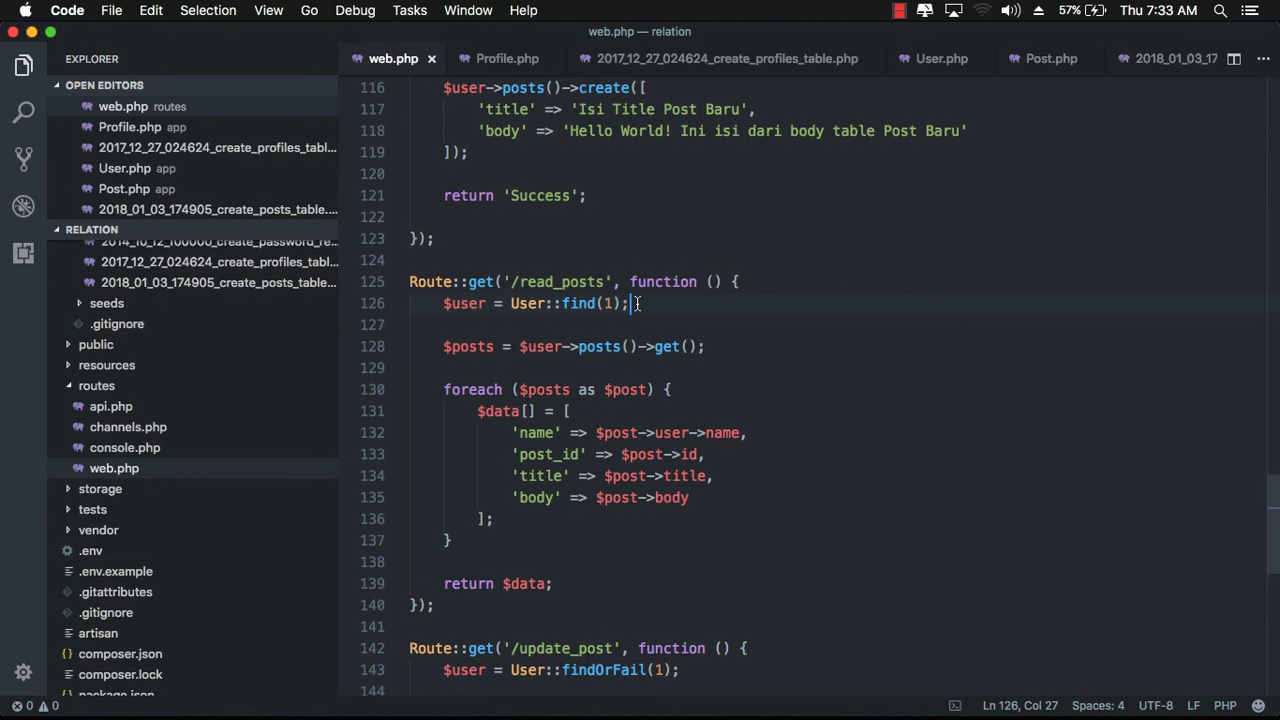 Code File Edit Selection View Go Debug Tasks Window Help 57% Thu 7:33 AM
web.php — relation
EXPLORER
OPEN EDITORS
web.php routes
Profile.php app
2017_12_27_024624_create_profiles_tabl...
User.php app
Post.php app
2018_01_03_174905_create_posts_table....
RELATION
2014_10_12_100000_create_password_re...
2017_12_27_024624_create_profiles_tabl...
2018_01_03_174905_create_posts_table....
seeds
.gitignore
public
resources
routes
api.php
channels.php
console.php
web.php
storage
tests
vendor
.env
.env.example
.gitattributes
.gitignore
artisan
composer.json
composer.lock
package.json
web.php Profile.php 2017_12_27_024624_create_profiles_table.php User.php Post.php 2018_01_03_17
116 $user->posts()->create([
117 'title' => 'Isi Title Post Baru',
118 'body' => 'Hello World! Ini isi dari body table Post Baru'
119 ]);
120
121 return 'Success';
122
123 });
124
125 Route::get('/read_posts', function () {
126 $user = User::find(1);
127
128 $posts = $user->posts()->get();
129
130 foreach ($posts as $post) {
131 $data[] = [
132 'name' => $post->user->name,
133 'post_id' => $post->id,
134 'title' => $post->title,
135 'body' => $post->body
136 ];
137 }
138
139 return $data;
140 });
141
142 Route::get('/update_post', function () {
143 $user = User::findOrFail(1);
144
0 0 Ln 126, Col 27 Spaces: 4 UTF-8 LF PHP